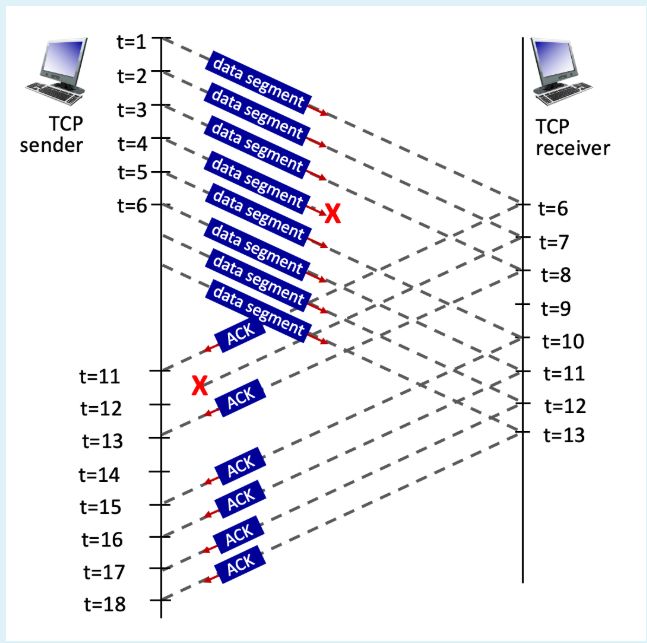 t=1
t=2
t=3
t=4
t=5
t=6
TCP
sender
data segment
data segment
data segment
data segment
X
data segment
data segment
data segment
data segment
TCP
receiver
t=6
t=7
t=8
t=9
t=10
t=11
t=12
t=13
ACK
t=11
X
t=12
ACK
t=13
t=14
ACK
t=15
ACK
t=16
ACK
t=17
ACK
t=18